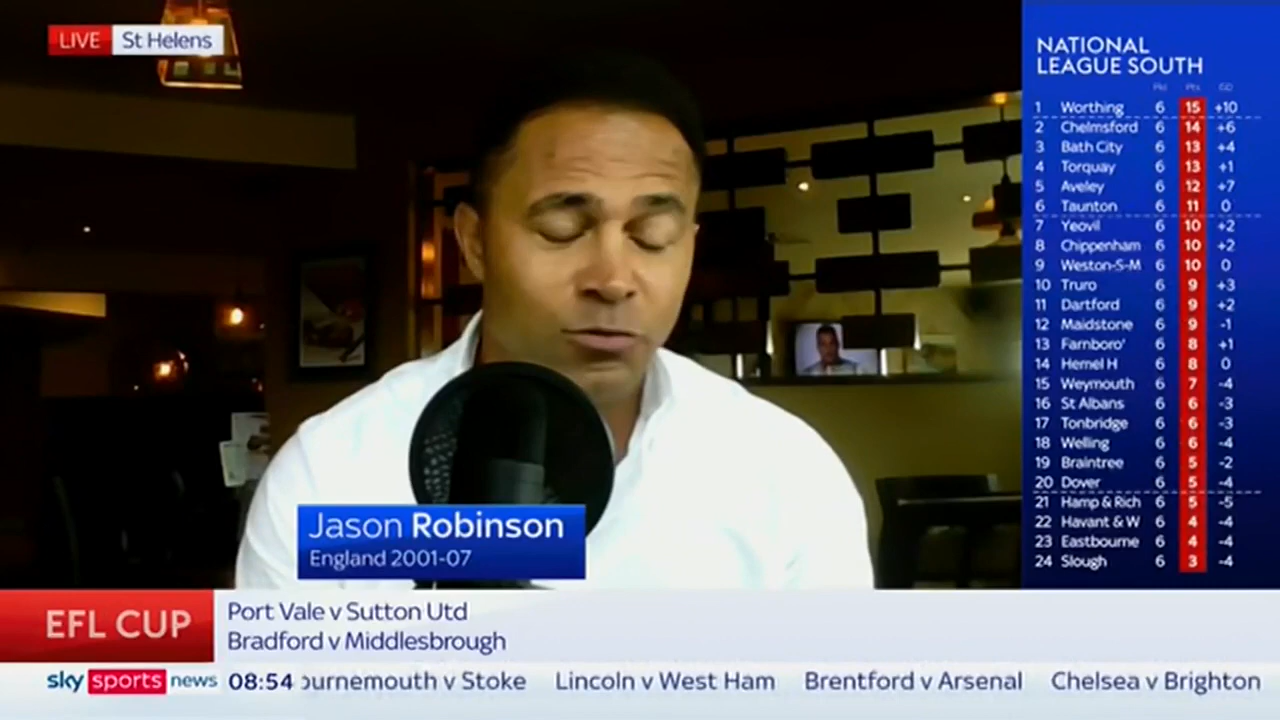 LIVE St Helens
NATIONAL
LEAGUE SOUTH
Pld Pts GD
1 Worthing 6 15 +10
2 Chelmsford 6 14 +6
3 Bath City 6 13 +4
4 Torquay 6 13 +1
5 Aveley 6 12 +7
6 Taunton 6 11 0
7 Yeovil 6 10 +2
8 Chippenham 6 10 +2
9 Weston-S-M 6 10 0
10 Truro 6 9 +3
11 Dartford 6 9 +2
12 Maidstone 6 9 -1
13 Farnboro' 6 8 +1
14 Hemel H 6 8 0
15 Weymouth 6 7 -4
16 St Albans 6 6 -3
17 Tonbridge 6 6 -3
18 Welling 6 6 -4
19 Braintree 6 5 -2
20 Dover 6 5 -4
21 Hamp & Rich 6 5 -5
22 Havant & W 6 4 -4
23 Eastbourne 6 4 -4
24 Slough 6 3 -4
Jason Robinson
England 2001-07
EFL CUP
Port Vale v Sutton Utd
Bradford v Middlesbrough
sky sports news 08:54 ournemouth v Stoke Lincoln v West Ham Brentford v Arsenal Chelsea v Brighton